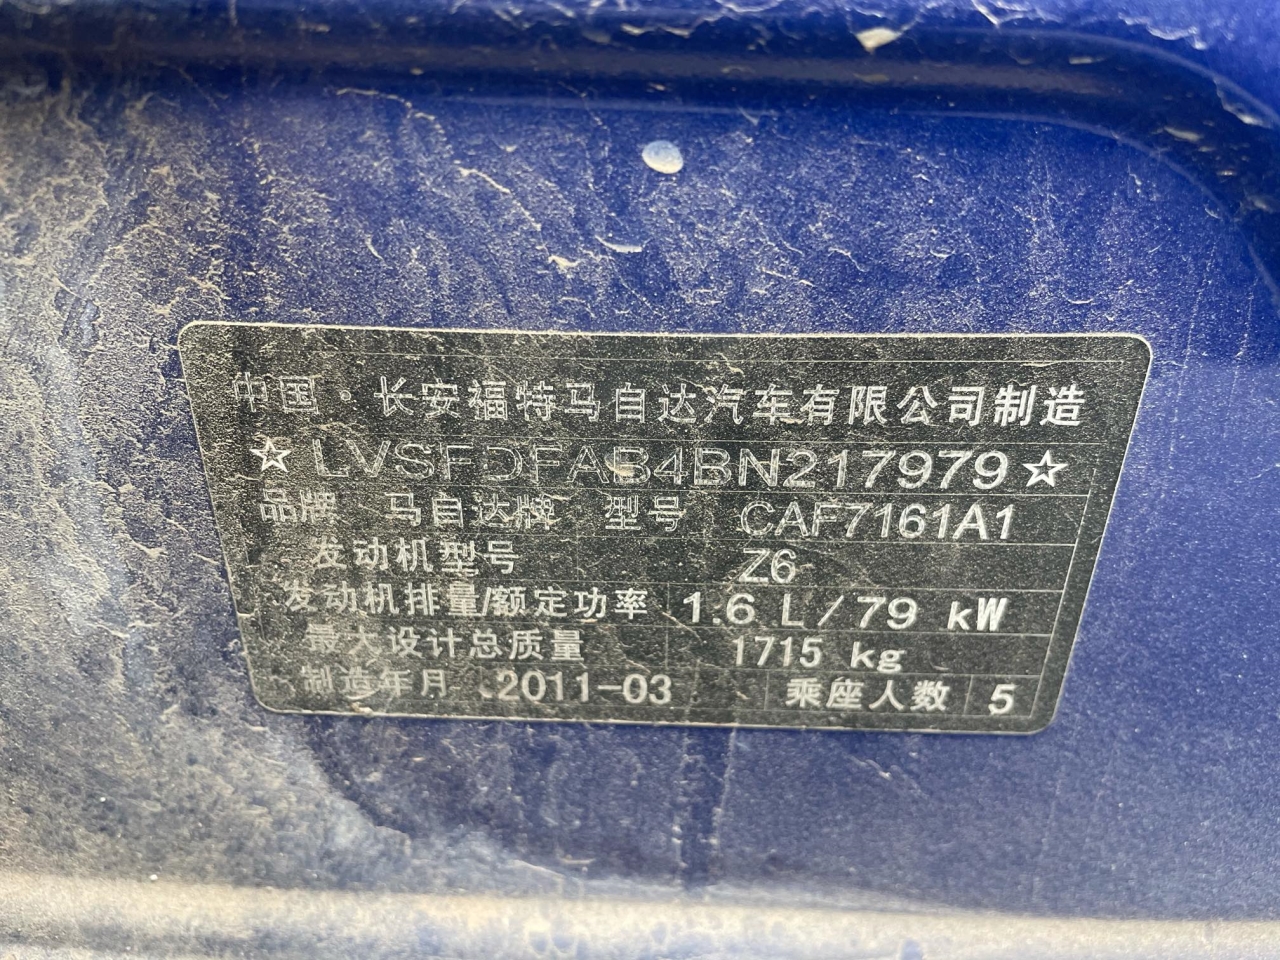 中国·长安福特马自达汽车有限公司制造
☆LVSFDFAB4BN217979☆
品牌 马自达牌 型号 CAF7161A1
发动机型号 Z6
发动机排量/额定功率 1.6 L/79 kW
最大设计总质量 1715 kg
制造年月 2011-03 乘座人数 5